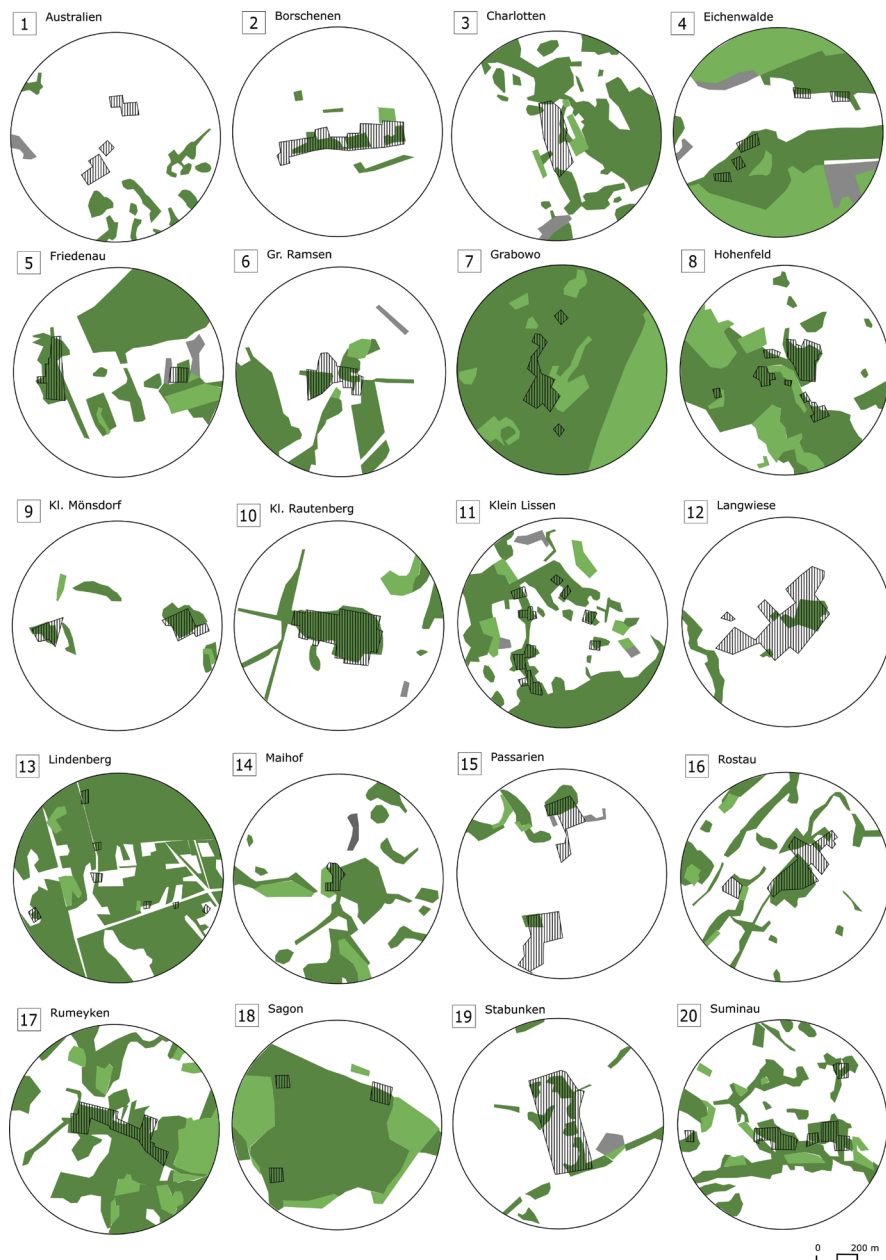 1 Australien
2 Borschenen
3 Charlotten
4 Eichenwalde
5 Friedenau
6 Gr. Ramsen
7 Grabowo
8 Hohenfeld
9 Kl. Mönsdorf
10 Kl. Rautenberg
11 Klein Lissen
12 Langwiese
13 Lindenberg
14 Maihof
15 Passarien
16 Rostau
17 Rumeyken
18 Sagon
19 Stabunken
20 Suminau
0 200 m